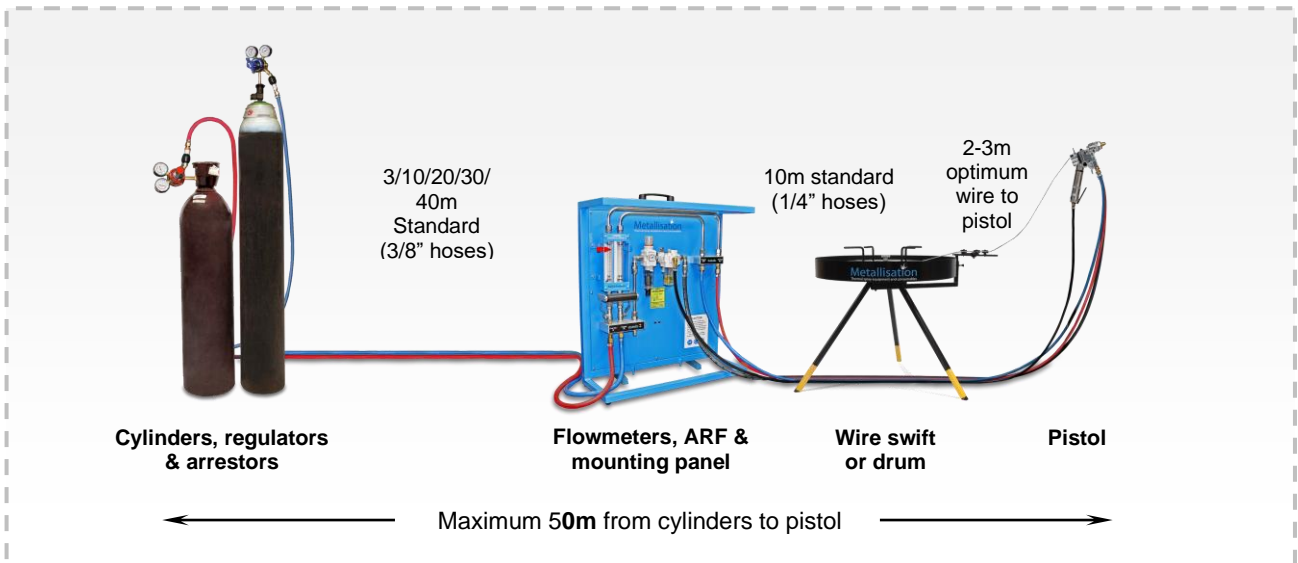 3/10/20/30/
40m
Standard
(3/8” hoses)
10m standard
(1/4” hoses)
2-3m
optimum
wire to
pistol
Metallisation
Metallisation
Cylinders, regulators
& arrestors
Flowmeters, ARF &
mounting panel
Wire swift
or drum
Pistol
Maximum 50m from cylinders to pistol